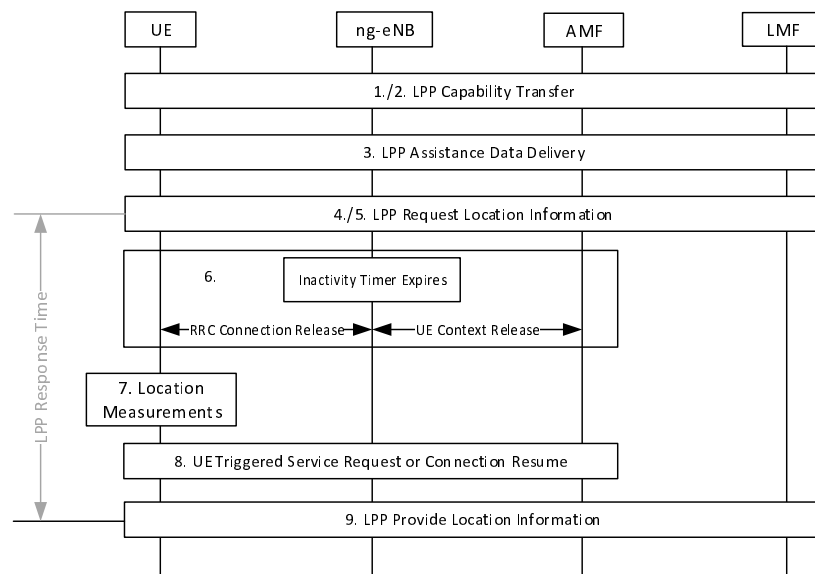 UE
ng-eNB
AMF
LMF
1./2. LPP Capability Transfer
3. LPP Assistance Data Delivery
4./5. LPP Request Location Information
6.
Inactivity Timer Expires
RRC Connection Release
UE Context Release
LPP Response Time
7. Location
Measurements
8. UE Triggered Service Request or Connection Resume
9. LPP Provide Location Information